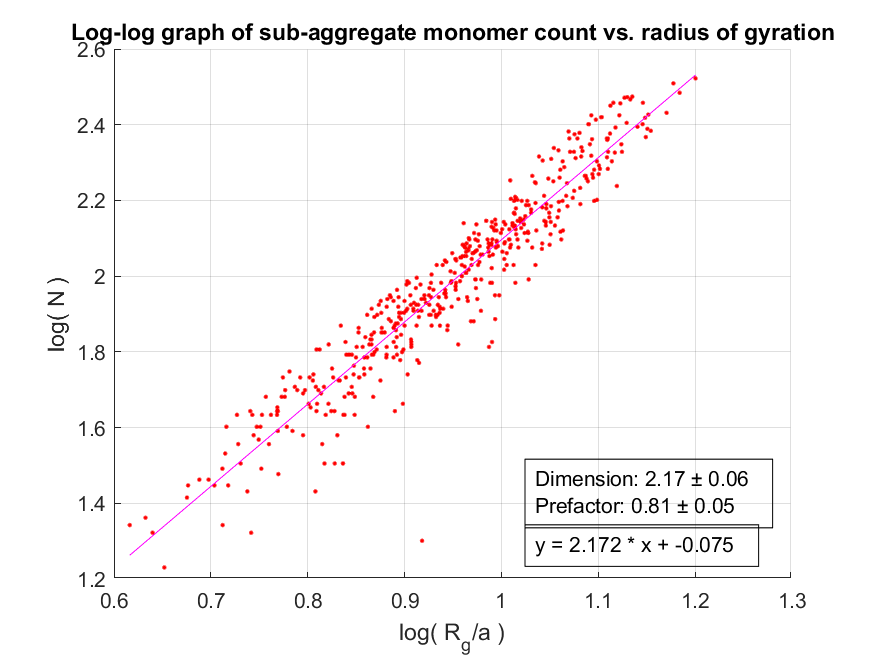 Log-log graph of sub-aggregate monomer count vs. radius of gyration
2.6
2.4
2.2
2
1.8
1.6
1.4
1.2
log( N )
Dimension: 2.17 ± 0.06
Prefactor: 0.81 ± 0.05
y = 2.172 * x + -0.075
0.6 0.7 0.8 0.9 1 1.1 1.2 1.3
log( R_g/a )